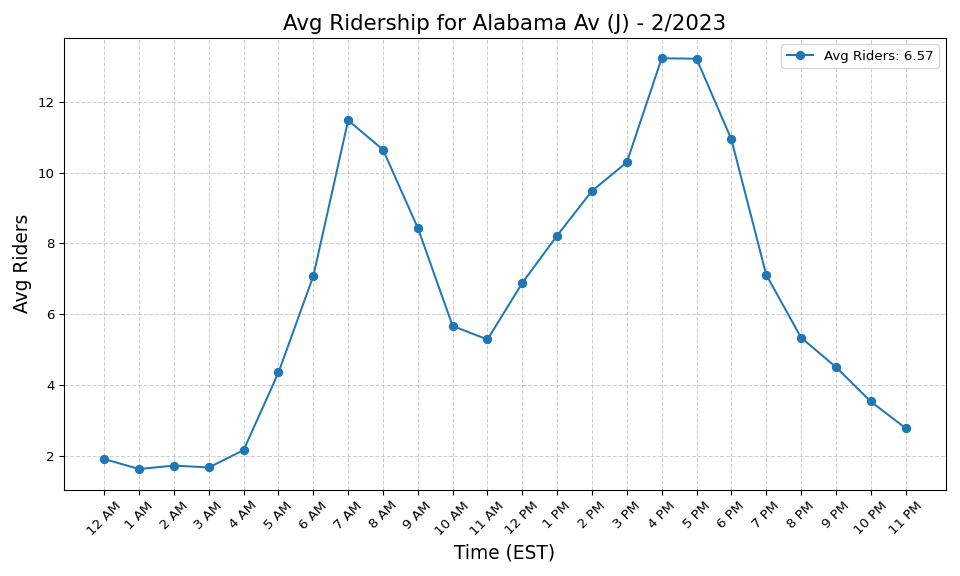 Avg Ridership for Alabama Av (J) - 2/2023
Avg Riders: 6.57
Avg Riders
12
10
8
6
4
2
12 AM
1 AM
2 AM
3 AM
4 AM
5 AM
6 AM
7 AM
8 AM
9 AM
10 AM
11 AM
12 PM
1 PM
2 PM
3 PM
4 PM
5 PM
6 PM
7 PM
8 PM
9 PM
10 PM
11 PM
Time (EST)